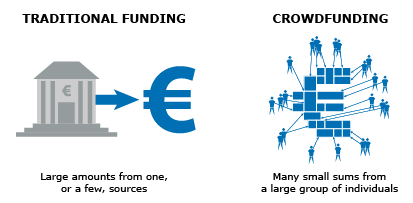 TRADITIONAL FUNDING
€
€
Large amounts from one,
or a few, sources
CROWDFUNDING
Many small sums from
a large group of individuals